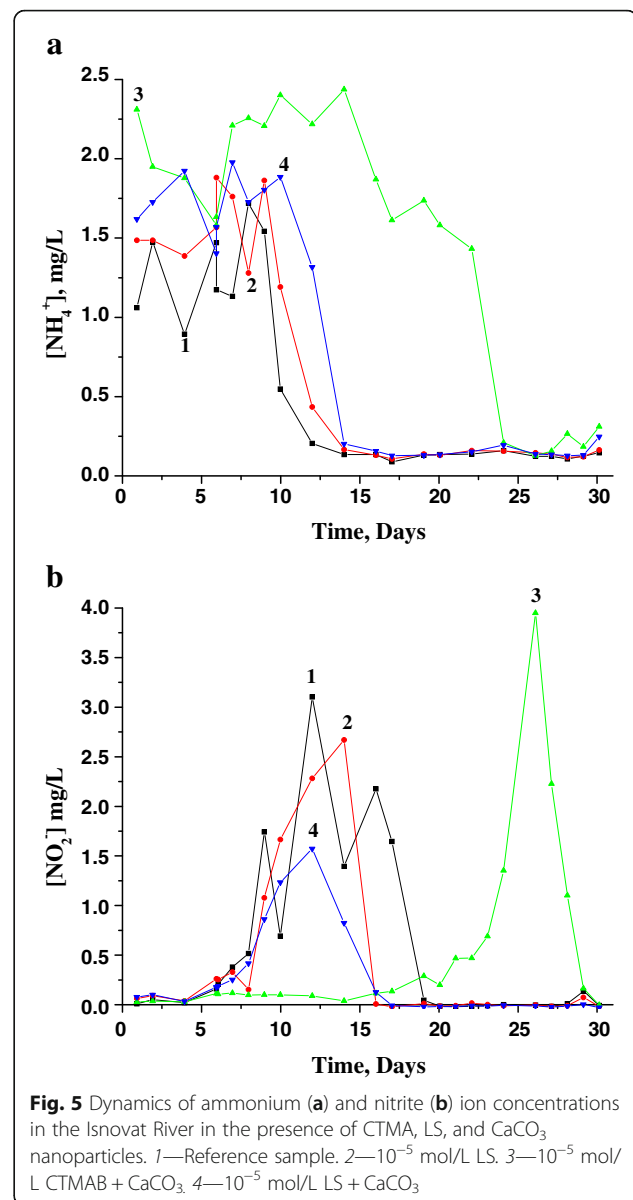 a
3
4
2
1
2.5
2.0
1.5
1.0
0.5
0.0
[NH₄⁺], mg/L
0 5 10 15 20 25 30
Time, Days
b
3
1
2
4
4.0
3.5
3.0
2.5
2.0
1.5
1.0
0.5
0.0
[NO₂⁻] mg/L
0 5 10 15 20 25 30
Time, Days
Fig. 5 Dynamics of ammonium (a) and nitrite (b) ion concentrations
in the Isnovat River in the presence of CTMA, LS, and CaCO₃
nanoparticles. 1—Reference sample. 2—10⁻⁵ mol/L LS. 3—10⁻⁵ mol/
L CTMAB + CaCO₃. 4—10⁻⁵ mol/L LS + CaCO₃